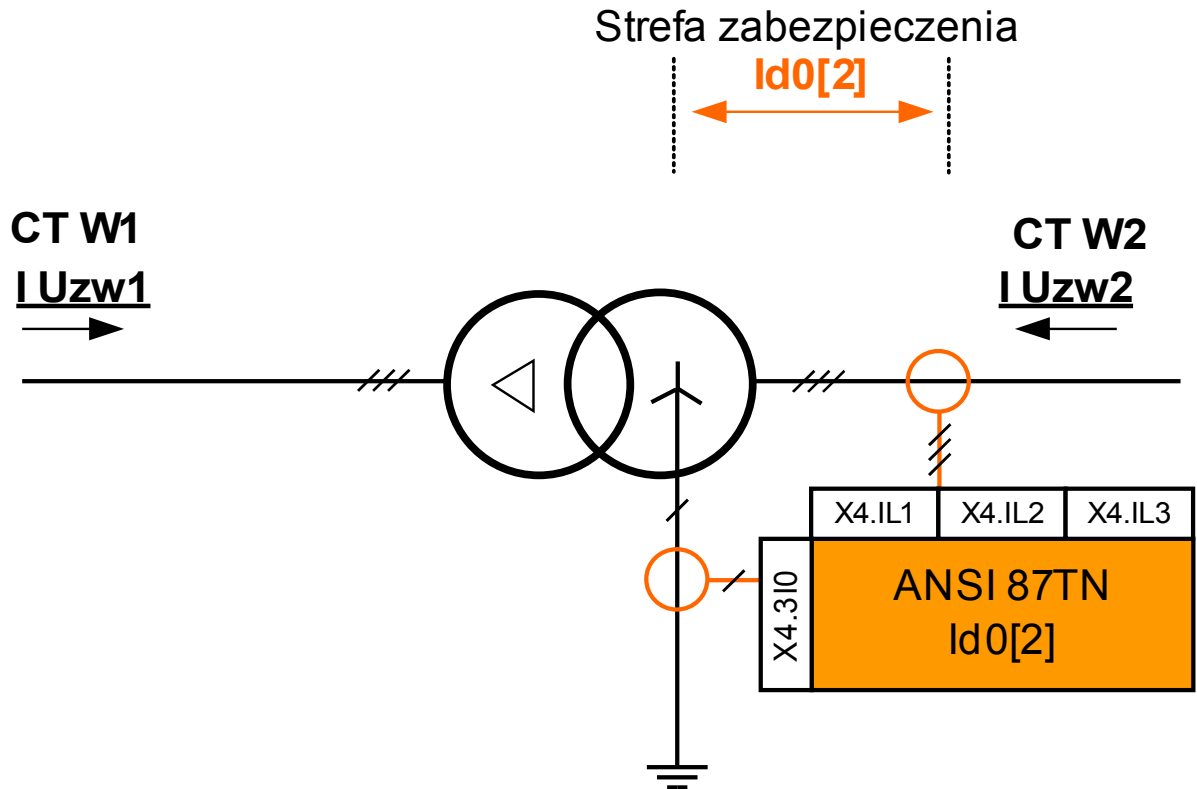 Strefa zabezpieczenia
Id0[2]
CT W1
I Uzw1
CT W2
I Uzw2
X4.IL1
X4.IL2
X4.IL3
X4.3I0
ANSI 87TN
Id0[2]